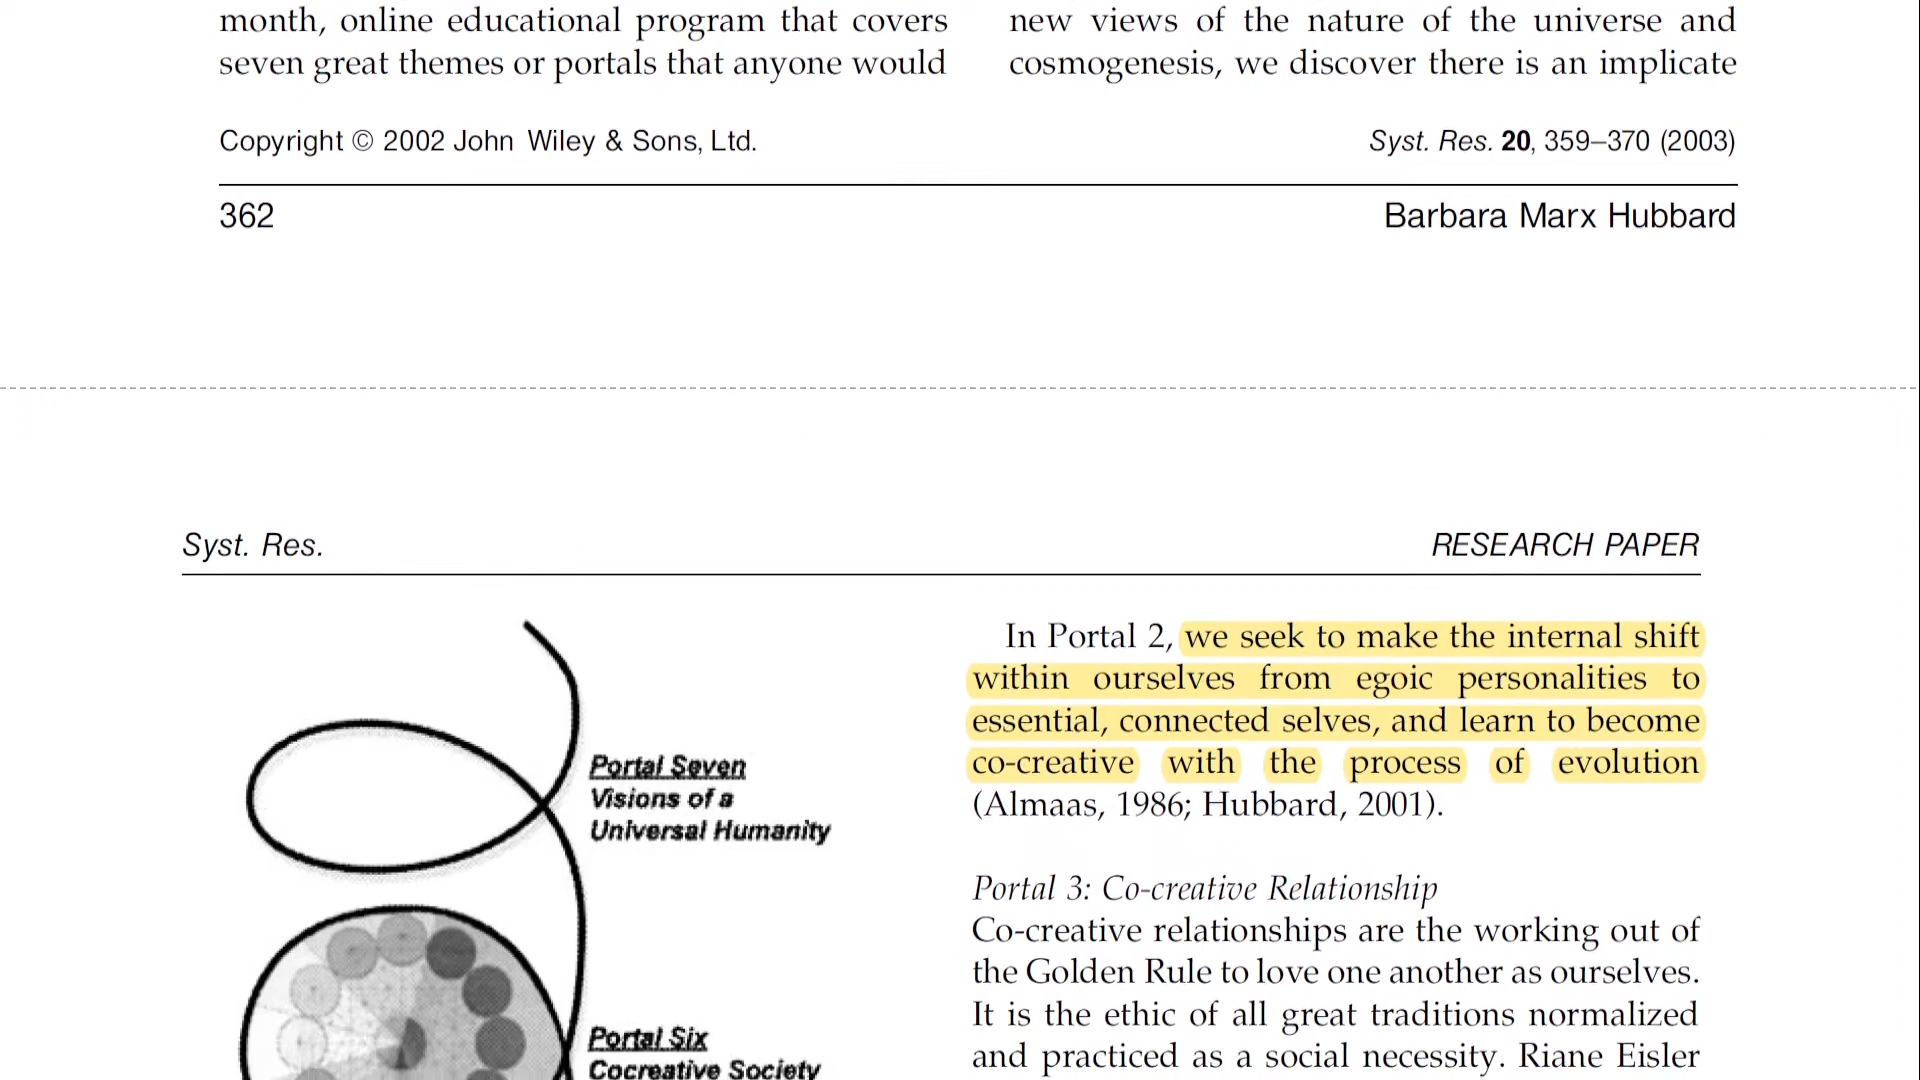 month, online educational program that covers
seven great themes or portals that anyone would
new views of the nature of the universe and
cosmogenesis, we discover there is an implicate
Copyright © 2002 John Wiley & Sons, Ltd.
Syst. Res. 20, 359–370 (2003)
362
Barbara Marx Hubbard
Syst. Res.
RESEARCH PAPER
Portal Seven
Visions of a
Universal Humanity
Portal Six
Cocreative Society
In Portal 2, we seek to make the internal shift
within ourselves from egoic personalities to
essential, connected selves, and learn to become
co-creative with the process of evolution
(Almaas, 1986; Hubbard, 2001).
Portal 3: Co-creative Relationship
Co-creative relationships are the working out of
the Golden Rule to love one another as ourselves.
It is the ethic of all great traditions normalized
and practiced as a social necessity. Riane Eisler